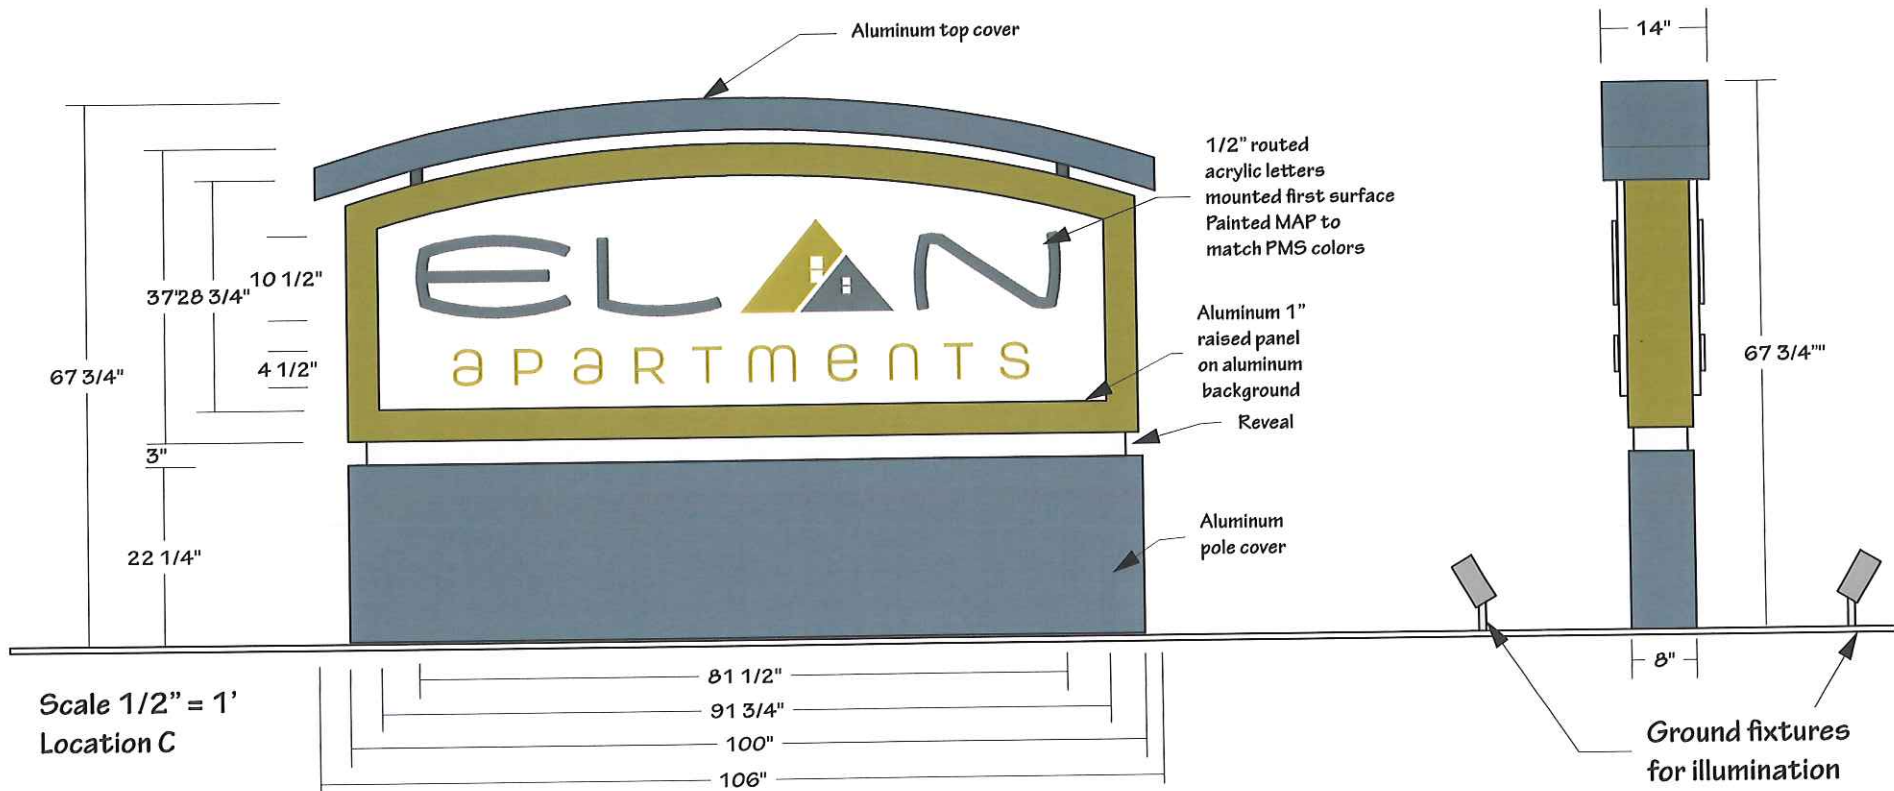 Aluminum top cover
14"
1/2" routed
acrylic letters
mounted first surface
Painted MAP to
match PMS colors
ELAN
apartments
10 1/2"
37"
28 3/4"
4 1/2"
67 3/4"
3"
22 1/4"
Aluminum 1"
raised panel
on aluminum
background
Reveal
Aluminum
pole cover
67 3/4""
8"
81 1/2"
91 3/4"
100"
106"
Scale 1/2” = 1’
Location C
Ground fixtures
for illumination